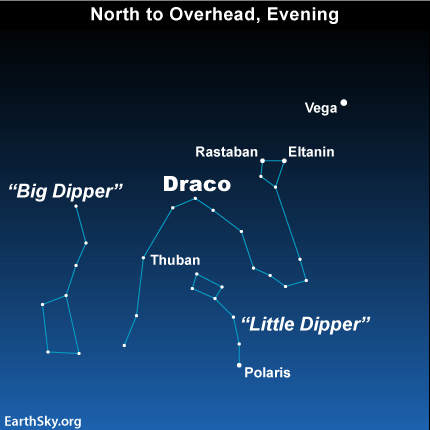 North to Overhead, Evening
Vega
Rastaban
Eltanin
Draco
“Big Dipper”
Thuban
“Little Dipper”
Polaris
EarthSky.org